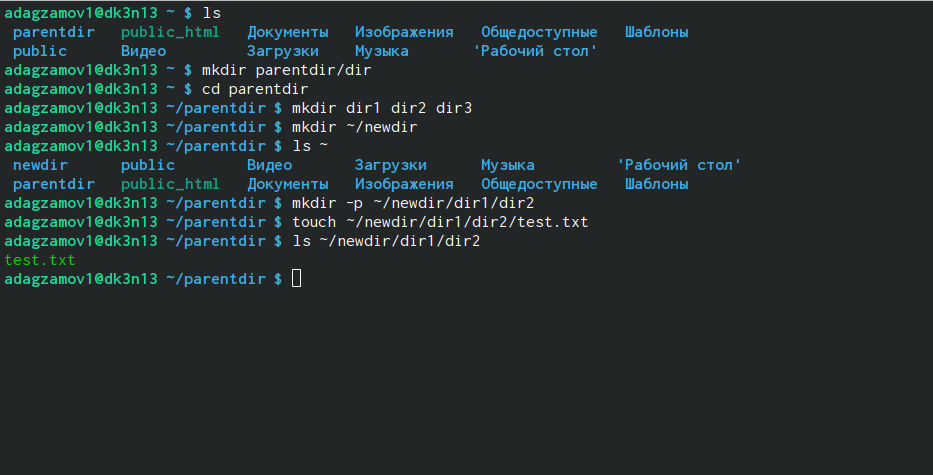 adagzamov1@dk3n13 ~ $ ls
parentdir public_html Документы Изображения Общедоступные Шаблоны
public Видео Загрузки Музыка 'Рабочий стол'
adagzamov1@dk3n13 ~ $ mkdir parentdir/dir
adagzamov1@dk3n13 ~ $ cd parentdir
adagzamov1@dk3n13 ~/parentdir $ mkdir dir1 dir2 dir3
adagzamov1@dk3n13 ~/parentdir $ mkdir ~/newdir
adagzamov1@dk3n13 ~/parentdir $ ls ~
newdir public Видео Загрузки Музыка 'Рабочий стол'
parentdir public_html Документы Изображения Общедоступные Шаблоны
adagzamov1@dk3n13 ~/parentdir $ mkdir -p ~/newdir/dir1/dir2
adagzamov1@dk3n13 ~/parentdir $ touch ~/newdir/dir1/dir2/test.txt
adagzamov1@dk3n13 ~/parentdir $ ls ~/newdir/dir1/dir2
test.txt
adagzamov1@dk3n13 ~/parentdir $